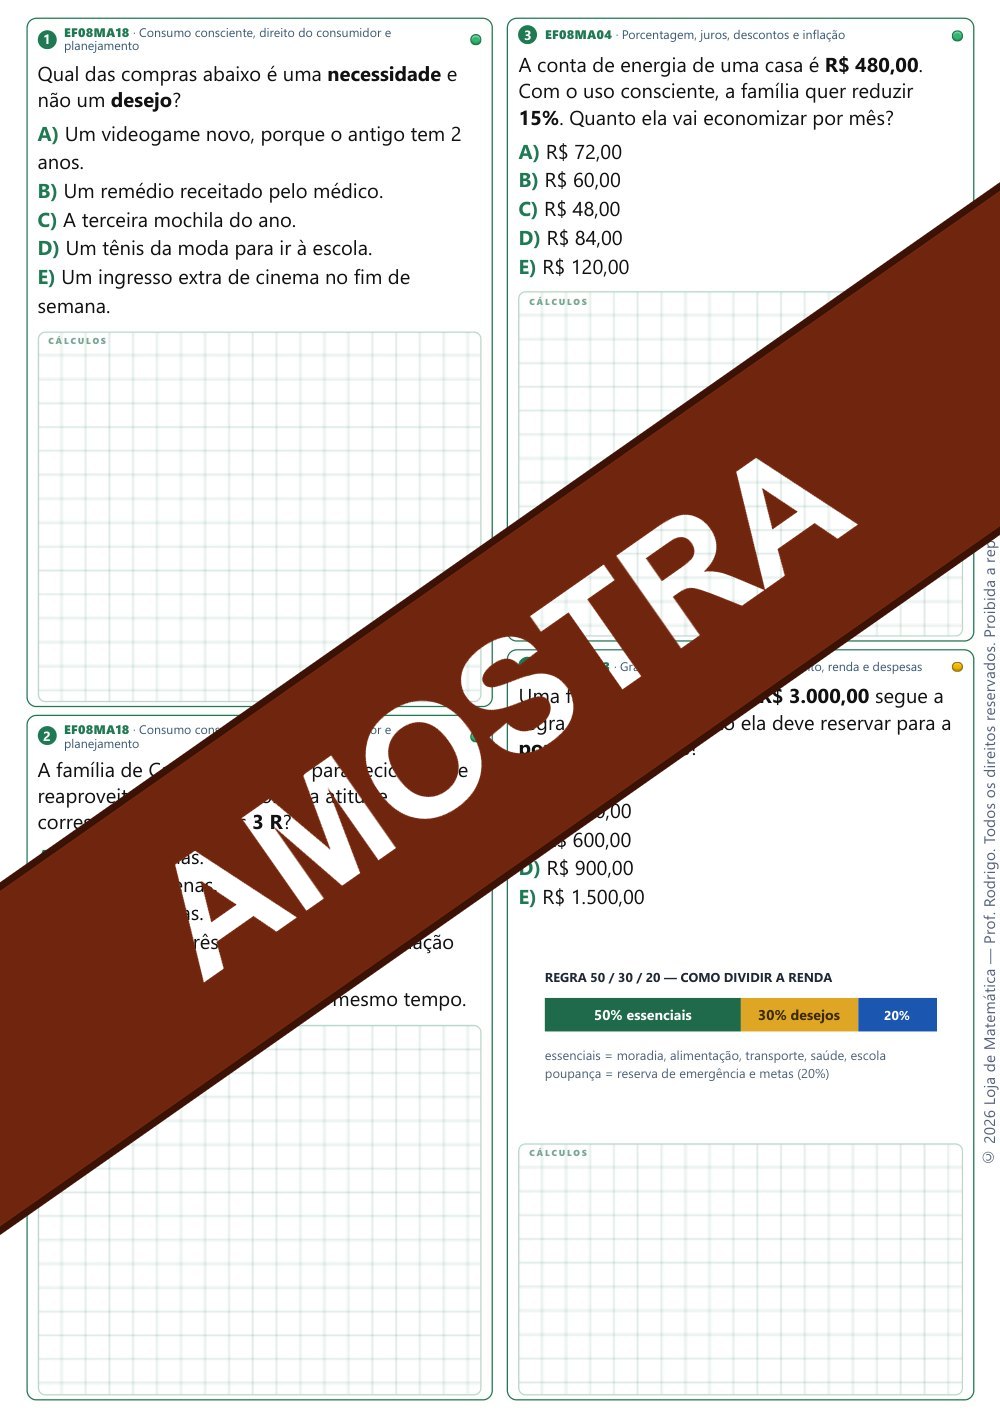 1 EF08MA18 · Consumo consciente, direito do consumidor e
planejamento
Qual das compras abaixo é uma necessidade e
não um desejo?
A) Um videogame novo, porque o antigo tem 2
anos.
B) Um remédio receitado pelo médico.
C) A terceira mochila do ano.
D) Um tênis da moda para ir à escola.
E) Um ingresso extra de cinema no fim de
semana.
CÁLCULOS
2 EF08MA18 · Consumo e
planejamento
A família de
3 R?
mesmo tempo.
3 EF08MA04 · Porcentagem, juros, descontos e inflação
A conta de energia de uma casa é R$ 480,00.
Com o uso consciente, a família quer reduzir
15%. Quanto ela vai economizar por mês?
A) R$ 72,00
B) R$ 60,00
C) R$ 48,00
D) R$ 84,00
E) R$ 120,00
CÁLCULOS
renda e despesas
Uma R$ 3.000,00 segue a
ela deve reservar para a
R$ 600,00
D) R$ 900,00
E) R$ 1.500,00
REGRA 50 / 30 / 20 — COMO DIVIDIR A RENDA
50% essenciais 30% desejos 20%
essenciais = moradia, alimentação, transporte, saúde, escola
poupança = reserva de emergência e metas (20%)
CÁLCULOS
AMOSTRA
© 2026 Loja de Matemática — Prof. Rodrigo. Todos os direitos reservados. Proibida a